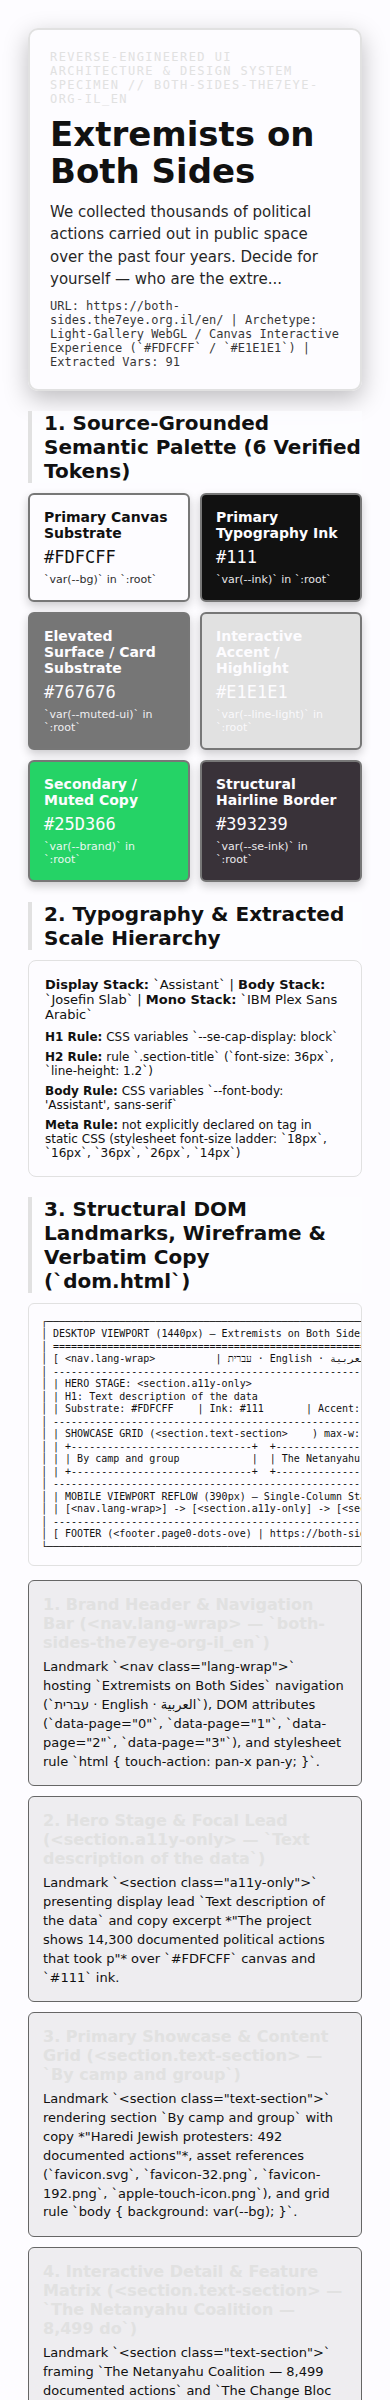 REVERSE-ENGINEERED UI
ARCHITECTURE & DESIGN SYSTEM
SPECIMEN // BOTH-SIDES-THE7EYE-
ORG-IL_EN
Extremists on
Both Sides
We collected thousands of political
actions carried out in public space
over the past four years. Decide for
yourself — who are the extre...
URL: https://both-
sides.the7eye.org.il/en/ | Archetype:
Light-Gallery WebGL / Canvas Interactive
Experience (`#FDFCFF` / `#E1E1E1`) |
Extracted Vars: 91
1. Source-Grounded
Semantic Palette (6 Verified
Tokens)
Primary Canvas
Substrate
#FDFCFF
`var(--bg)` in `:root`
Primary
Typography Ink
#111
`var(--ink)` in `:root`
Elevated
Surface / Card
Substrate
#767676
`var(--muted-ui)` in
`:root`
Interactive
Accent /
Highlight
#E1E1E1
`var(--line-light)` in
`:root`
Secondary /
Muted Copy
#25D366
`var(--brand)` in
`:root`
Structural
Hairline Border
#393239
`var(--se-ink)` in
`:root`
2. Typography & Extracted
Scale Hierarchy
Display Stack: `Assistant` | Body Stack:
`Josefin Slab` | Mono Stack: `IBM Plex Sans
Arabic`
H1 Rule: CSS variables `--se-cap-display: block`
H2 Rule: rule `.section-title` (`font-size: 36px`,
`line-height: 1.2`)
Body Rule: CSS variables `--font-body:
'Assistant', sans-serif`
Meta Rule: not explicitly declared on tag in
static CSS (stylesheet font-size ladder: `18px`,
`16px`, `36px`, `26px`, `14px`)
3. Structural DOM
Landmarks, Wireframe &
Verbatim Copy
(`dom.html`)
DESKTOP VIEWPORT (1440px) — Extremists on Both Side
[ <nav.lang-wrap> | עברית · English · العربية
| HERO STAGE: <section.a11y-only>
| H1: Text description of the data
| Substrate: #FDFCFF | Ink: #111 | Accent:
| SHOWCASE GRID (<section.text-section> ) max-w:
| | By camp and group | | The Netanyahu
| MOBILE VIEWPORT REFLOW (390px) — Single-Column Sta
| [<nav.lang-wrap>] -> [<section.a11y-only] -> [<se
[ FOOTER (<footer.page0-dots-ove) | https://both-si
1. Brand Header & Navigation
Bar (<nav.lang-wrap> — `both-
sides-the7eye-org-il_en`)
Landmark `<nav class="lang-wrap">`
hosting `Extremists on Both Sides` navigation
(`עברית · English · العربية`), DOM attributes
(`data-page="0"`, `data-page="1"`, `data-
page="2"`, `data-page="3"`), and stylesheet
rule `html { touch-action: pan-x pan-y; }`.
2. Hero Stage & Focal Lead
(<section.a11y-only> — `Text
description of the data`)
Landmark `<section class="a11y-only">`
presenting display lead `Text description of
the data` and copy excerpt *"The project
shows 14,300 documented political actions
that took p"* over `#FDFCFF` canvas and
`#111` ink.
3. Primary Showcase & Content
Grid (<section.text-section> —
`By camp and group`)
Landmark `<section class="text-section">`
rendering section `By camp and group` with
copy *"Haredi Jewish protesters: 492
documented actions"*, asset references
(`favicon.svg`, `favicon-32.png`, `favicon-
192.png`, `apple-touch-icon.png`), and grid
rule `body { background: var(--bg); }`.
4. Interactive Detail & Feature
Matrix (<section.text-section> —
`The Netanyahu Coalition —
8,499 do`)
Landmark `<section class="text-section">`
framing `The Netanyahu Coalition — 8,499
documented actions` and `The Change Bloc